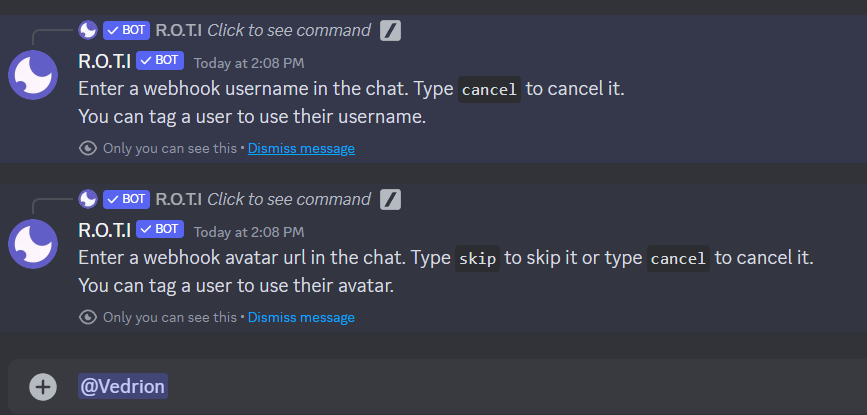 ✓ BOT R.O.T.I Click to see command /
R.O.T.I ✓ BOT Today at 2:08 PM
Enter a webhook username in the chat. Type cancel to cancel it.
You can tag a user to use their username.
Only you can see this • Dismiss message
✓ BOT R.O.T.I Click to see command /
R.O.T.I ✓ BOT Today at 2:08 PM
Enter a webhook avatar url in the chat. Type skip to skip it or type cancel to cancel it.
You can tag a user to use their avatar.
Only you can see this • Dismiss message
@Vedrion